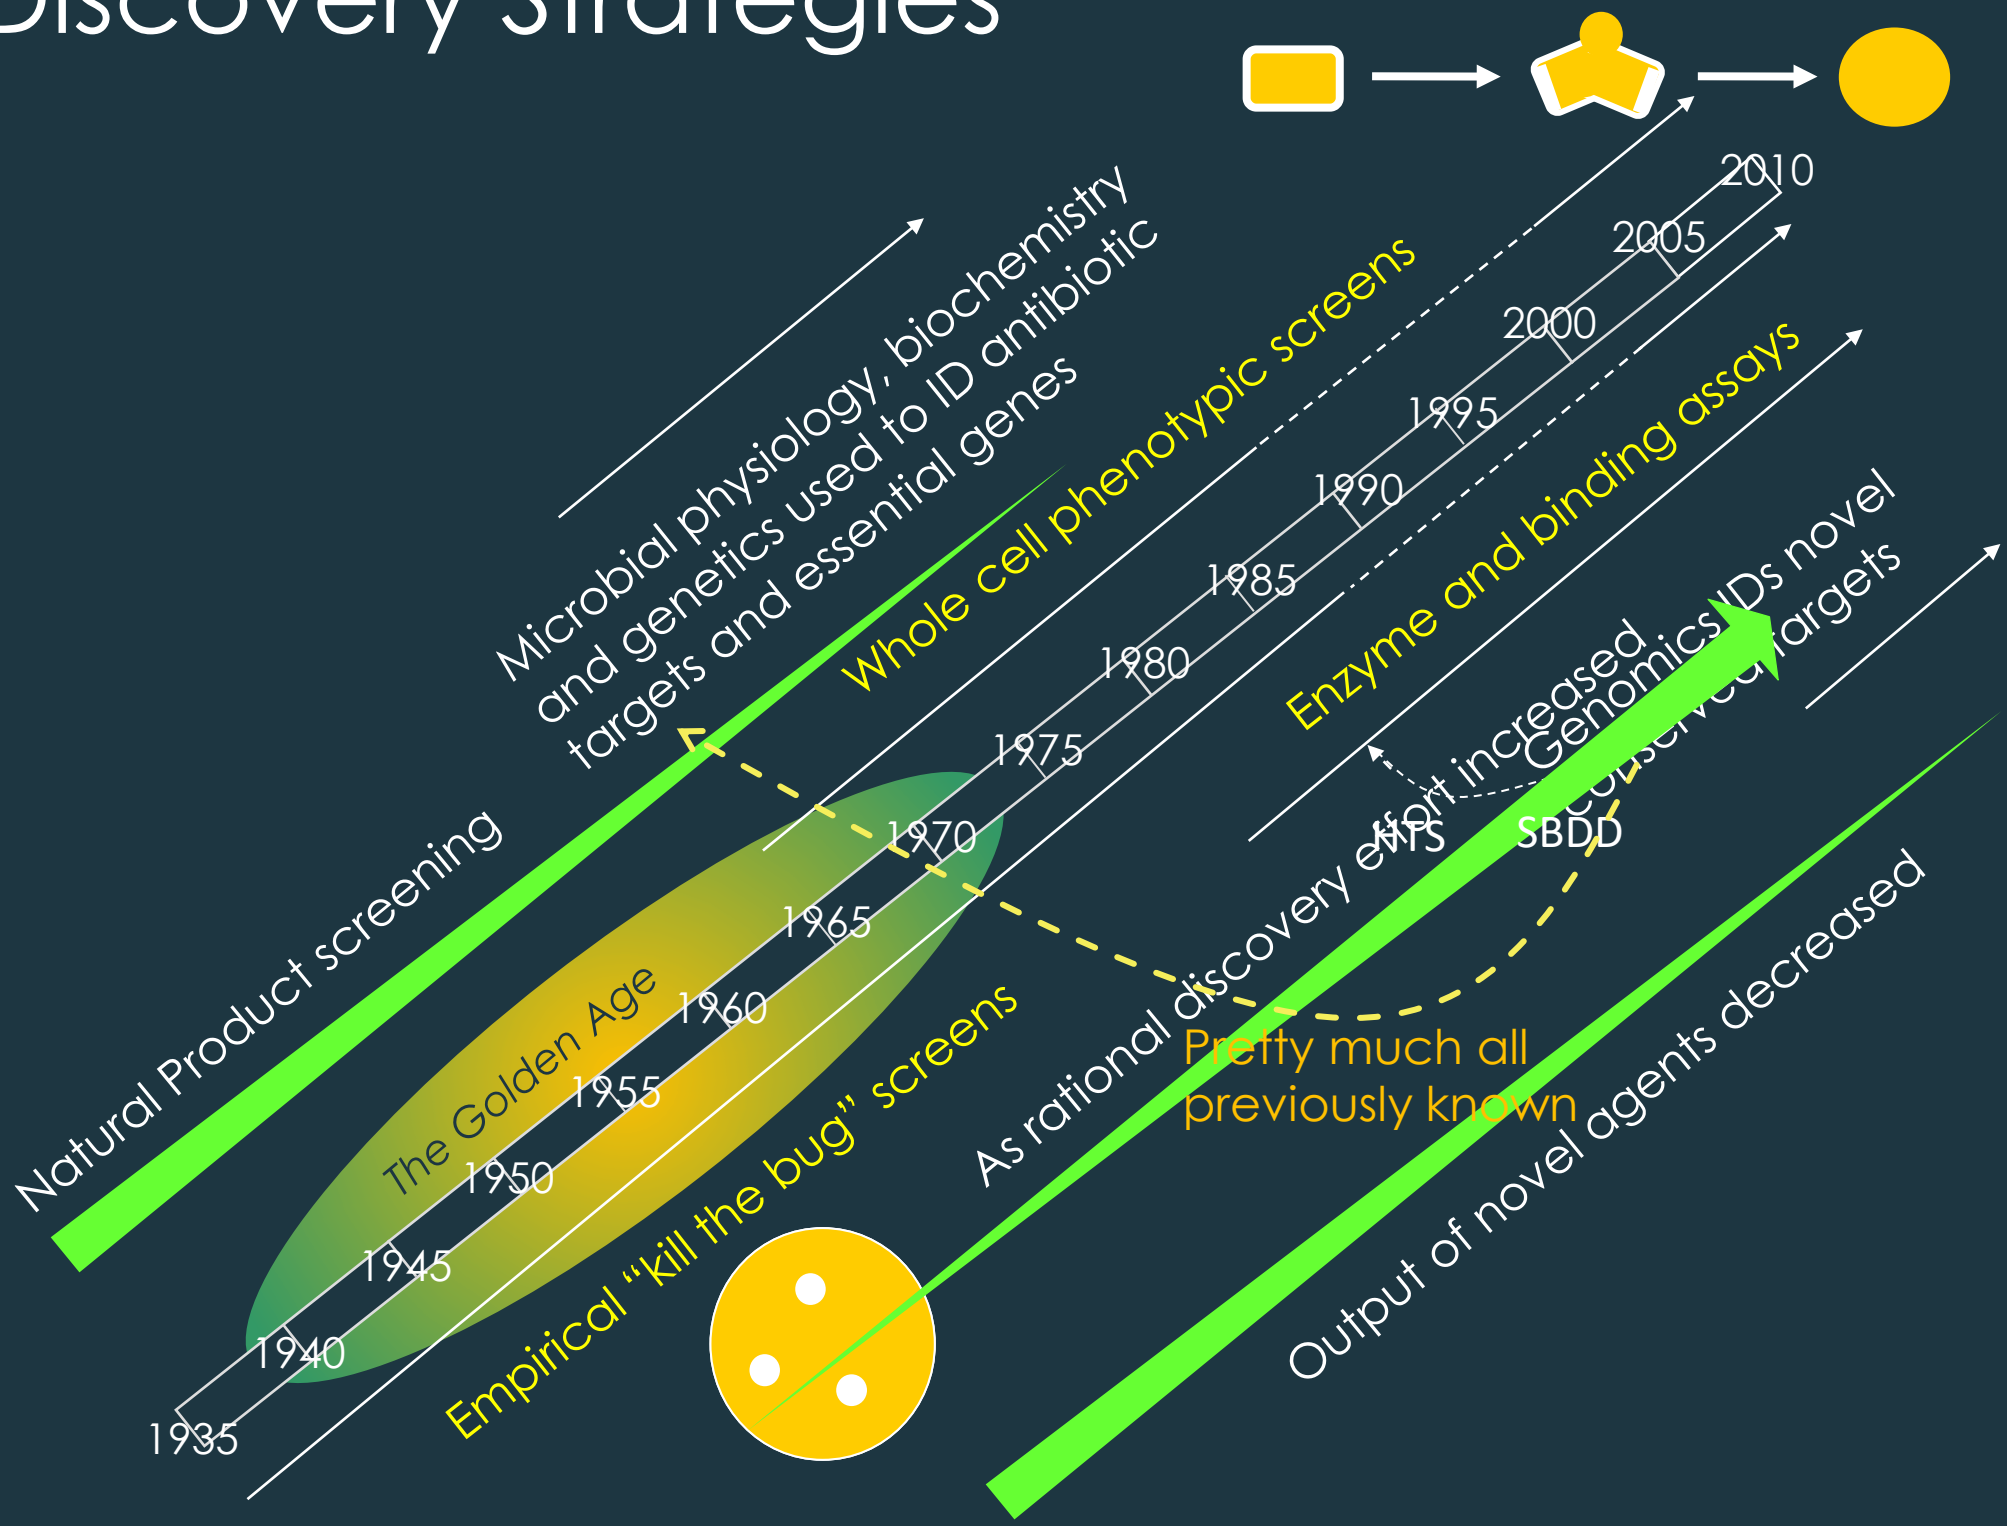 Discovery Strategies
Microbial physiology, biochemistry
and genetics used to ID antibiotic
targets and essential genes
Whole cell phenotypic screens
Enzyme and binding assays
Genomics IDs novel
conserved targets
Natural Product screening
The Golden Age
Empirical “kill the bug” screens
As rational discovery effort increased
HTS
SBDD
Pretty much all
previously known
Output of novel agents decreased
2010
2005
2000
1995
1990
1985
1980
1975
1970
1965
1960
1955
1950
1945
1940
1935